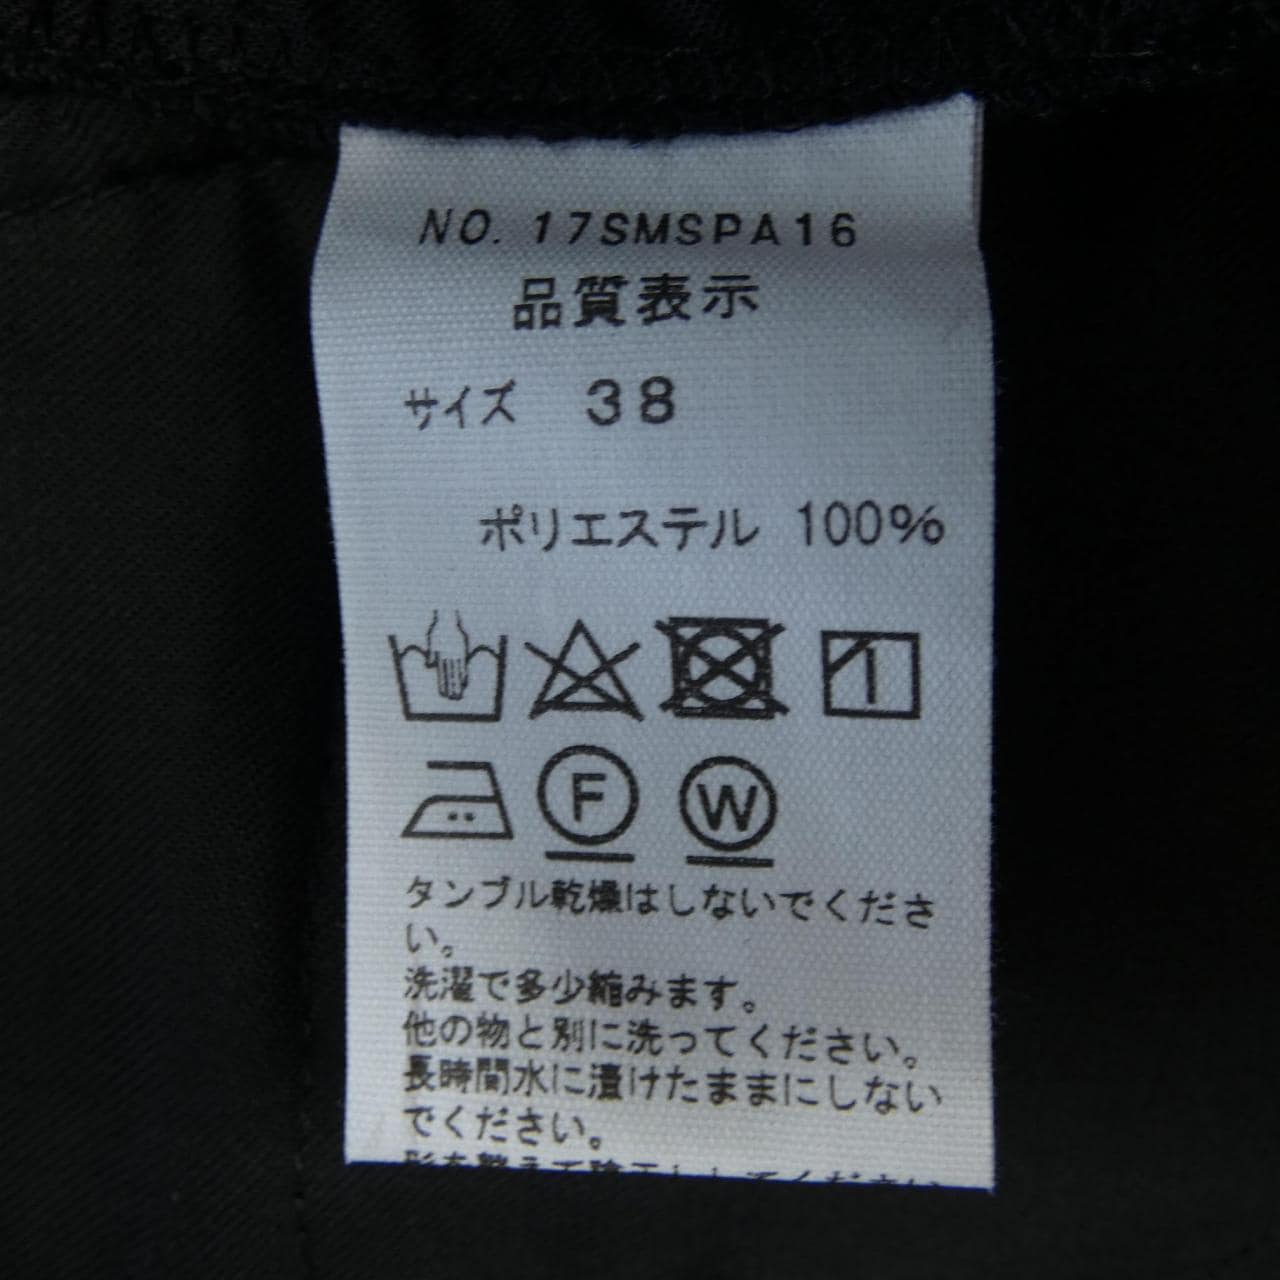 NO. 17SMSPA16
品質表示
サイズ 38
ポリエステル 100%
F W
タンブル乾燥はしないでくださ
い。
洗濯で多少縮みます。
他の物と別に洗ってください。
長時間水に漬けたままにしない
でください。